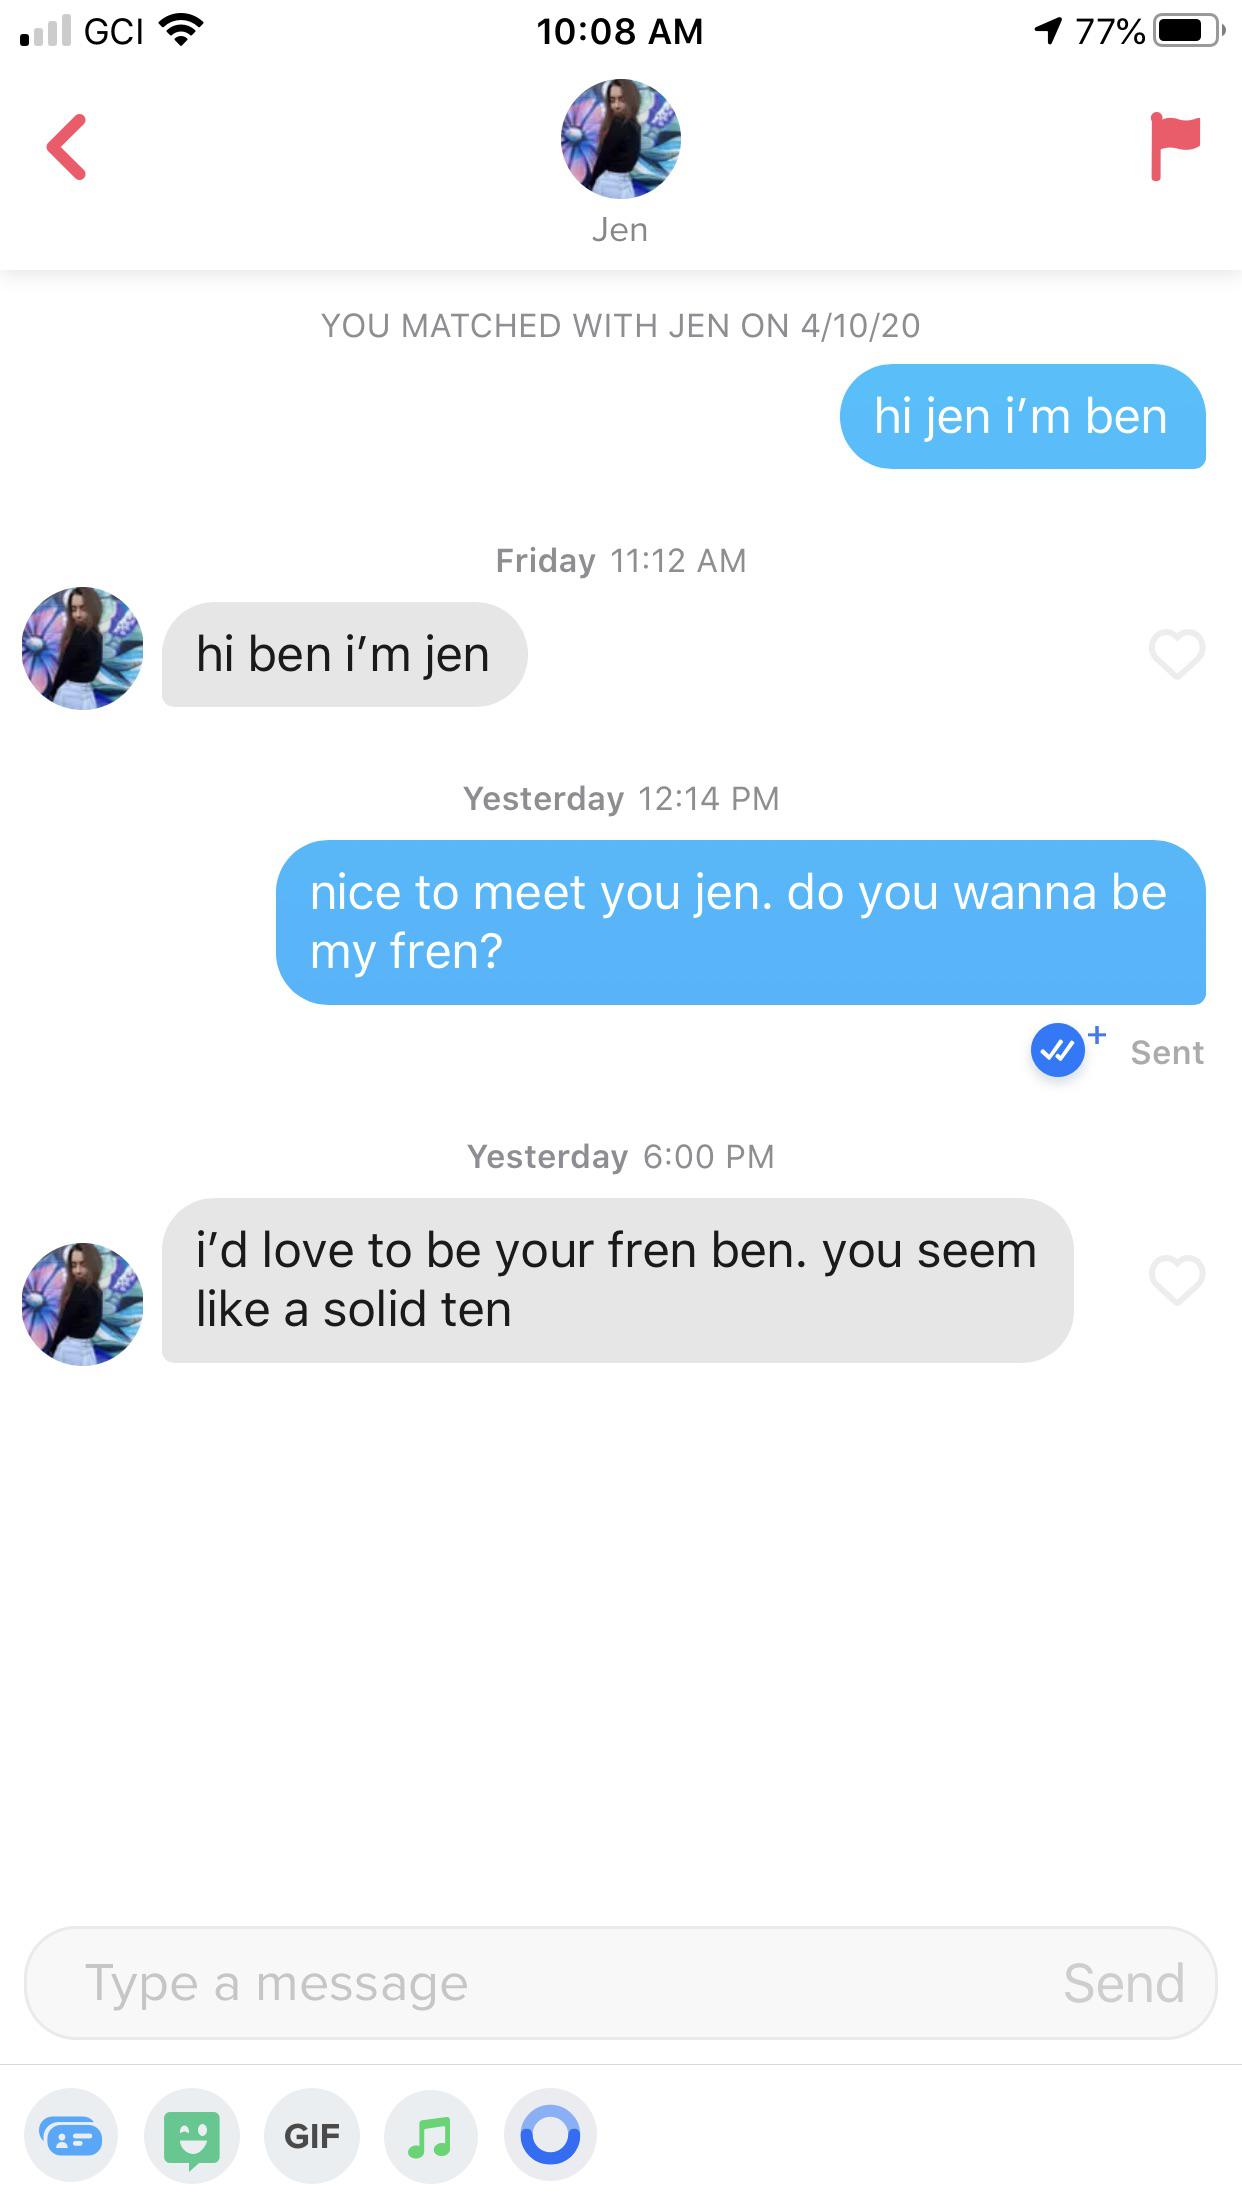 GCI 10:08 AM 77%
Jen
YOU MATCHED WITH JEN ON 4/10/20
hi jen i’m ben
Friday 11:12 AM
hi ben i’m jen
Yesterday 12:14 PM
nice to meet you jen. do you wanna be
my fren?
Sent
Yesterday 6:00 PM
i’d love to be your fren ben. you seem
like a solid ten
Type a message Send
GIF